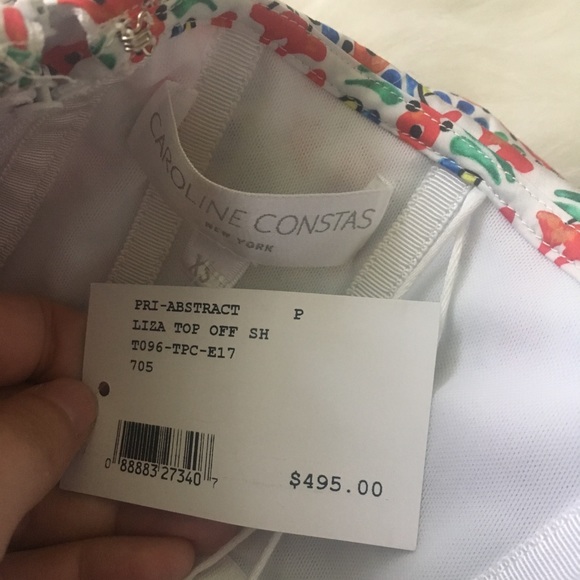 CAROLINE CONSTAS
NEW YORK
XS
PRI-ABSTRACT P
LIZA TOP OFF SH
T096-TPC-E17
705
0 88883 27340 7
$495.00